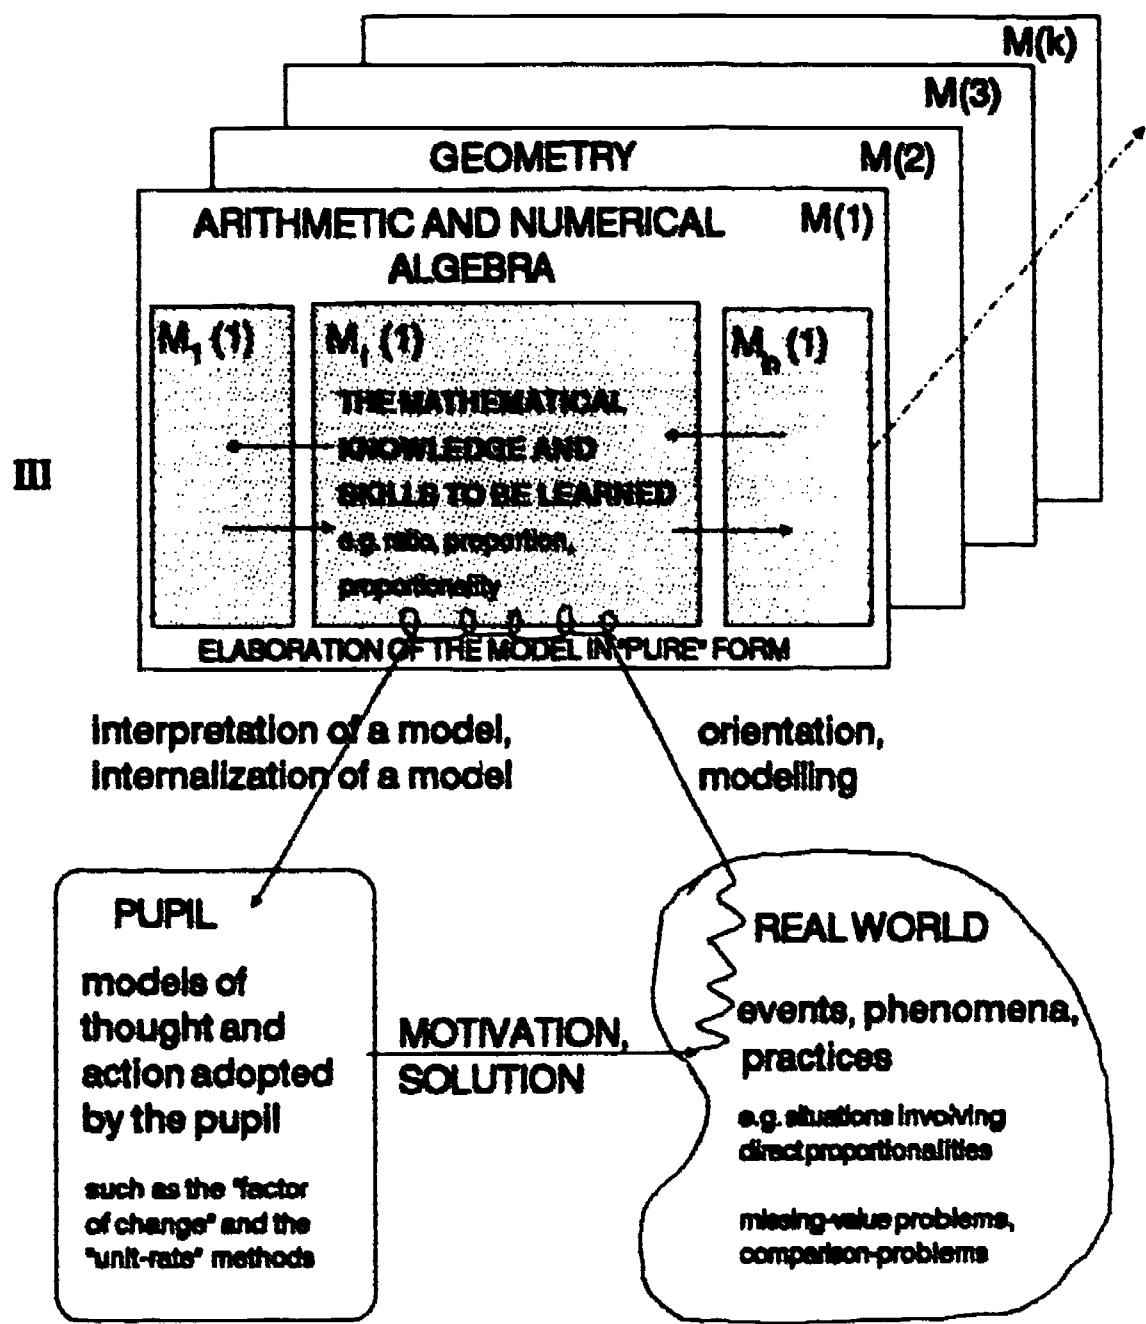 M(k)
M(3)
GEOMETRY M(2)
ARITHMETIC AND NUMERICAL M(1)
ALGEBRA
M₁ (1) Mᵢ (1) Mₙ (1)
THE MATHEMATICAL
KNOWLEDGE AND
SKILLS TO BE LEARNED
e.g. ratio, proportion,
proportionality
ELABORATION OF THE MODEL IN "PURE" FORM
III
interpretation of a model,
internalization of a model
orientation,
modelling
PUPIL
models of
thought and
action adopted
by the pupil
such as the "factor
of change" and the
"unit-rate" methods
MOTIVATION,
SOLUTION
REAL WORLD
events, phenomena,
practices
e.g. situations involving
direct proportionalities
missing-value problems,
comparison-problems